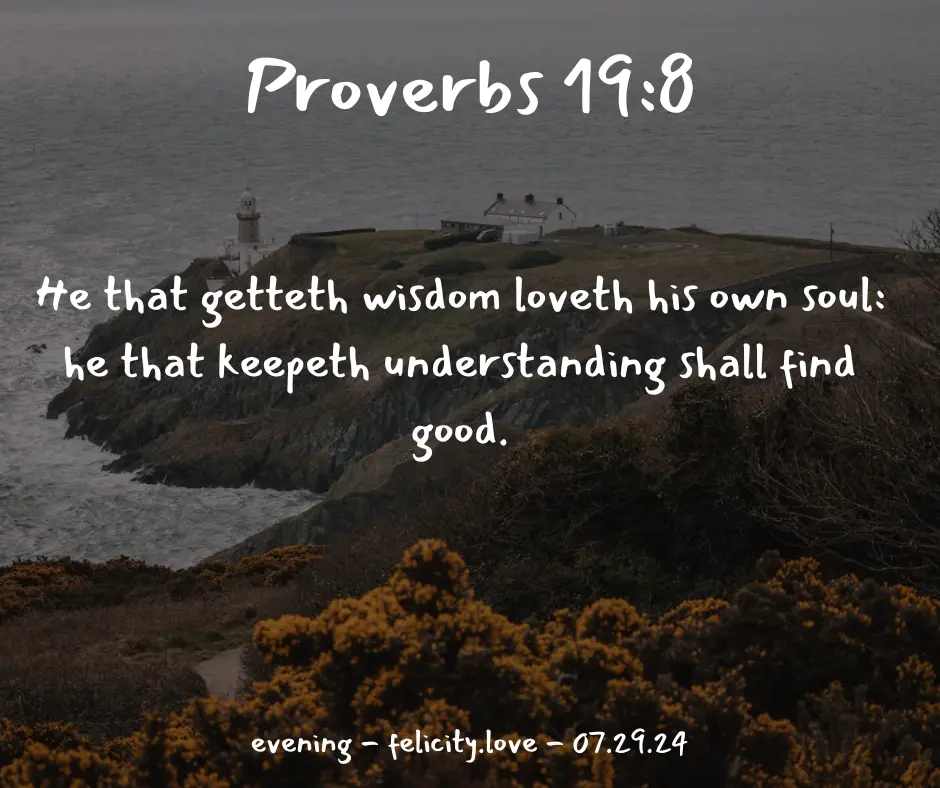 Proverbs 19:8
He that getteth wisdom loveth his own soul:
he that keepeth understanding shall find
good.
evening - felicity.love - 07.29.24